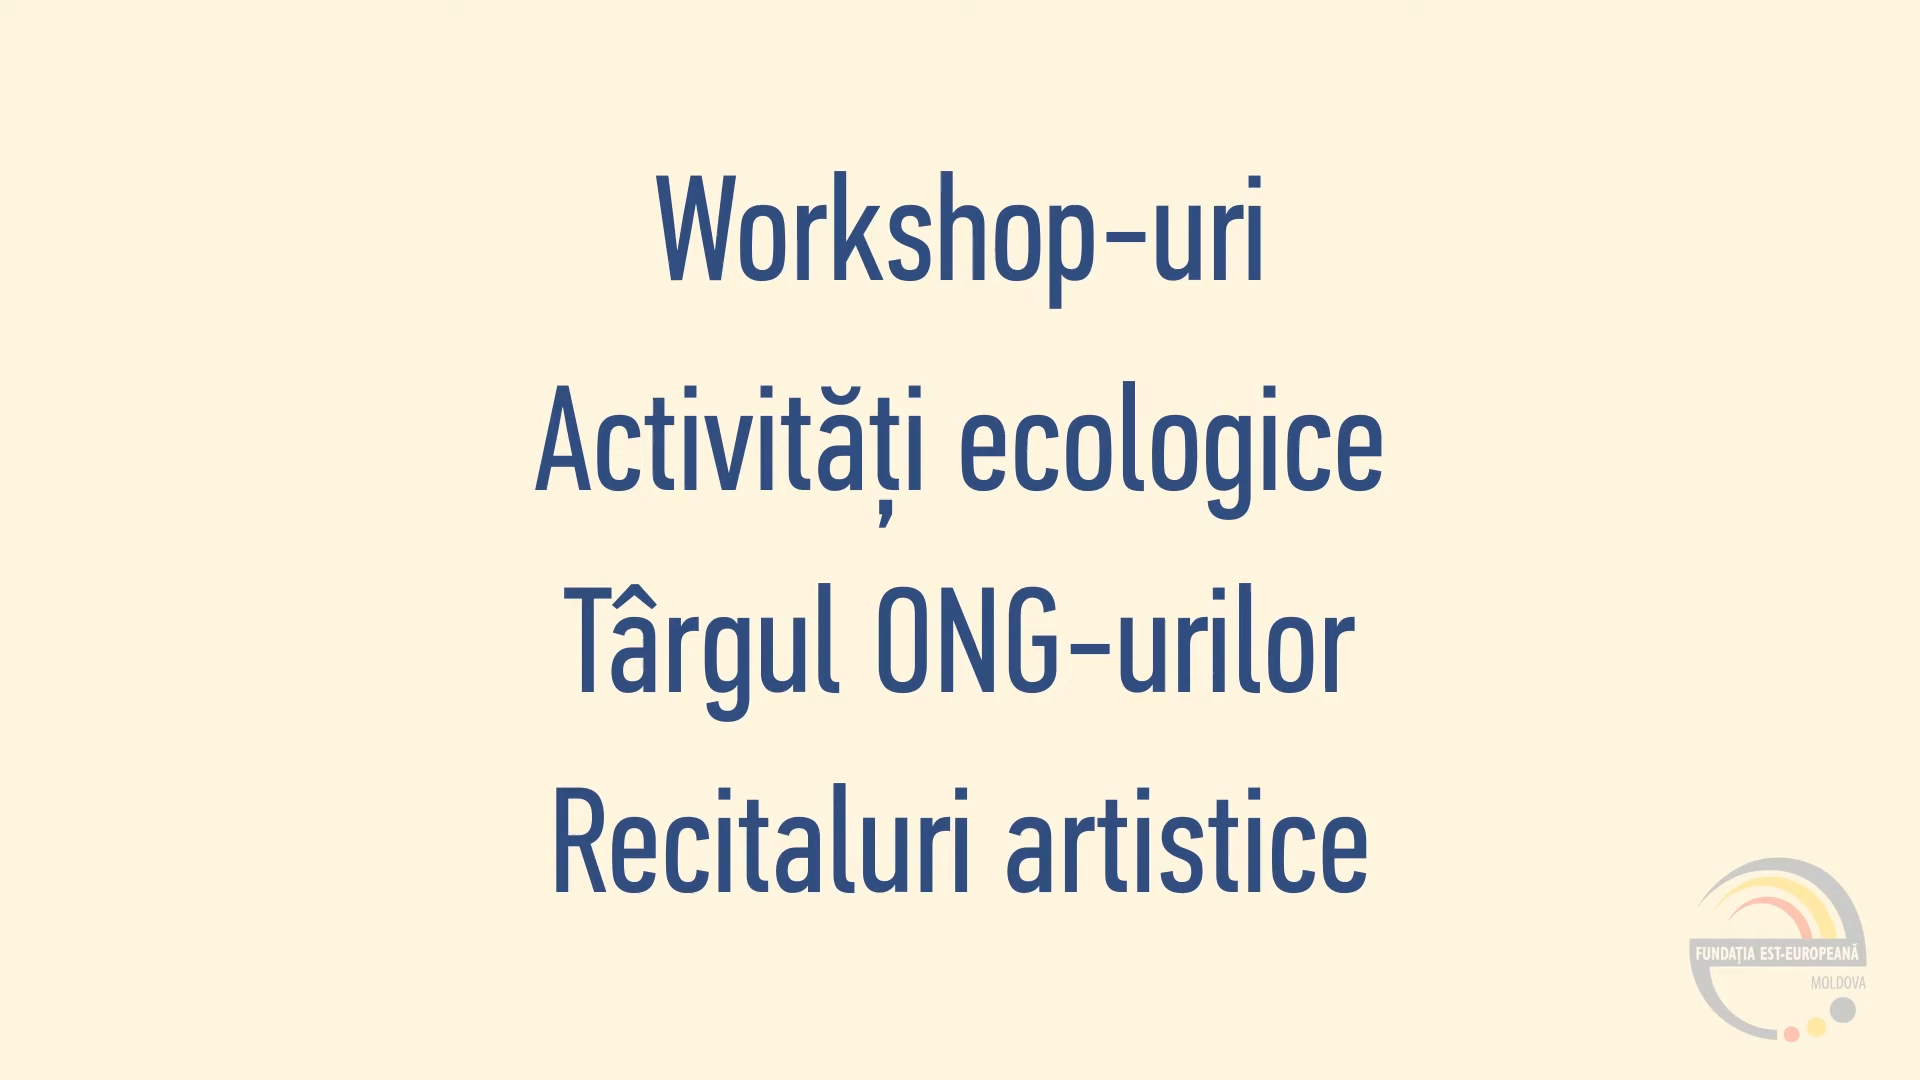 Workshop-uri
Activități ecologice
Târgul ONG-urilor
Recitaluri artistice
FUNDAȚIA EST-EUROPEANĂ
MOLDOVA